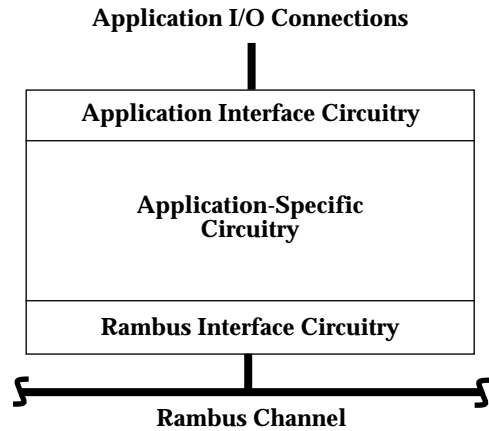 Application I/O Connections
Application Interface Circuitry
Application-Specific
Circuitry
Rambus Interface Circuitry
Rambus Channel